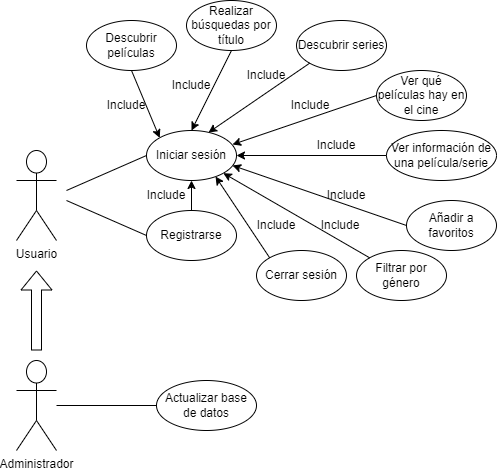 Realizar
búsquedas por
título
Descubrir
películas
Descubrir series
Include
Include
Include
Ver qué
películas hay en
el cine
Include
Iniciar sesión
Include
Ver información de
una película/serie
Include
Include
Añadir a
favoritos
Registrarse
Include
Include
Usuario
Cerrar sesión
Filtrar por
género
Actualizar base
de datos
Administrador